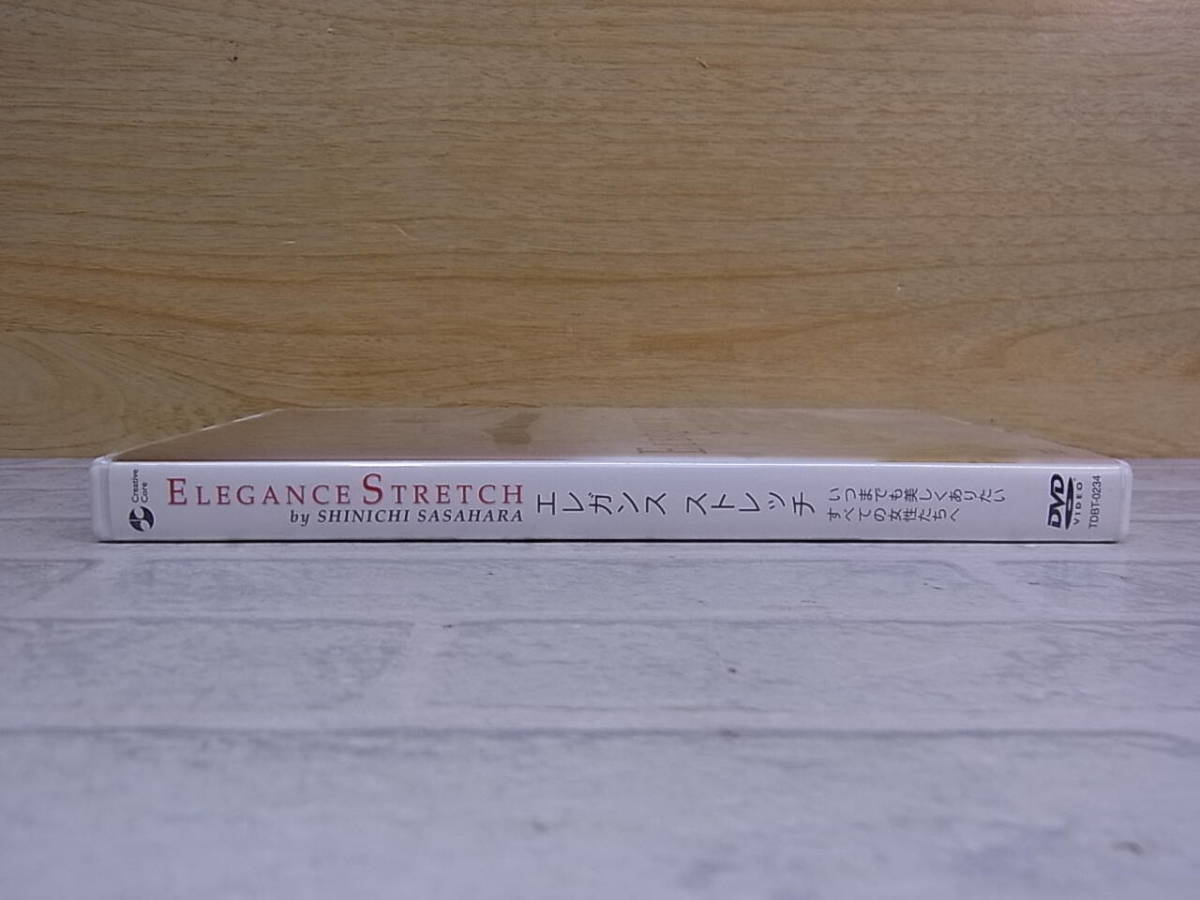 Creative
Core
ELEGANCE STRETCH
by SHINICHI SASAHARA
エレガンス ストレッチ
いつまでも美しくありたい
すべての女性たちへ
DVD
VIDEO
TDBT-0234